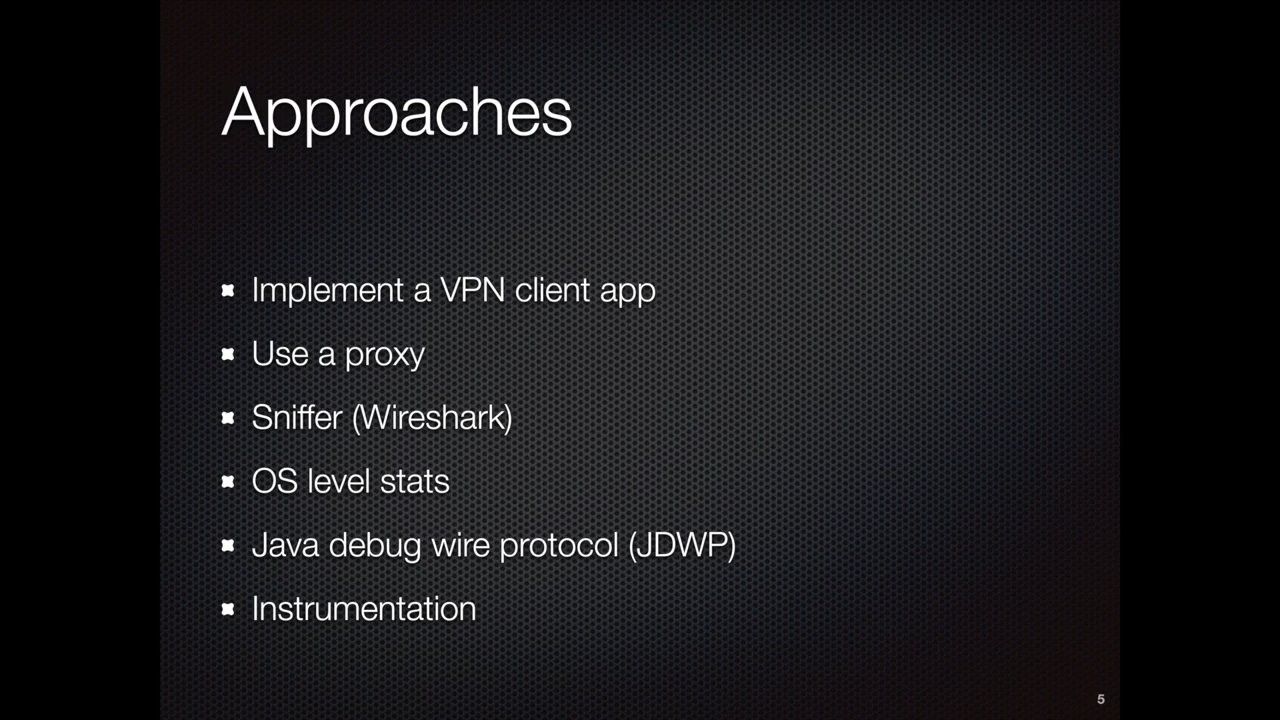 Approaches
Implement a VPN client app
Use a proxy
Sniffer (Wireshark)
OS level stats
Java debug wire protocol (JDWP)
Instrumentation
5